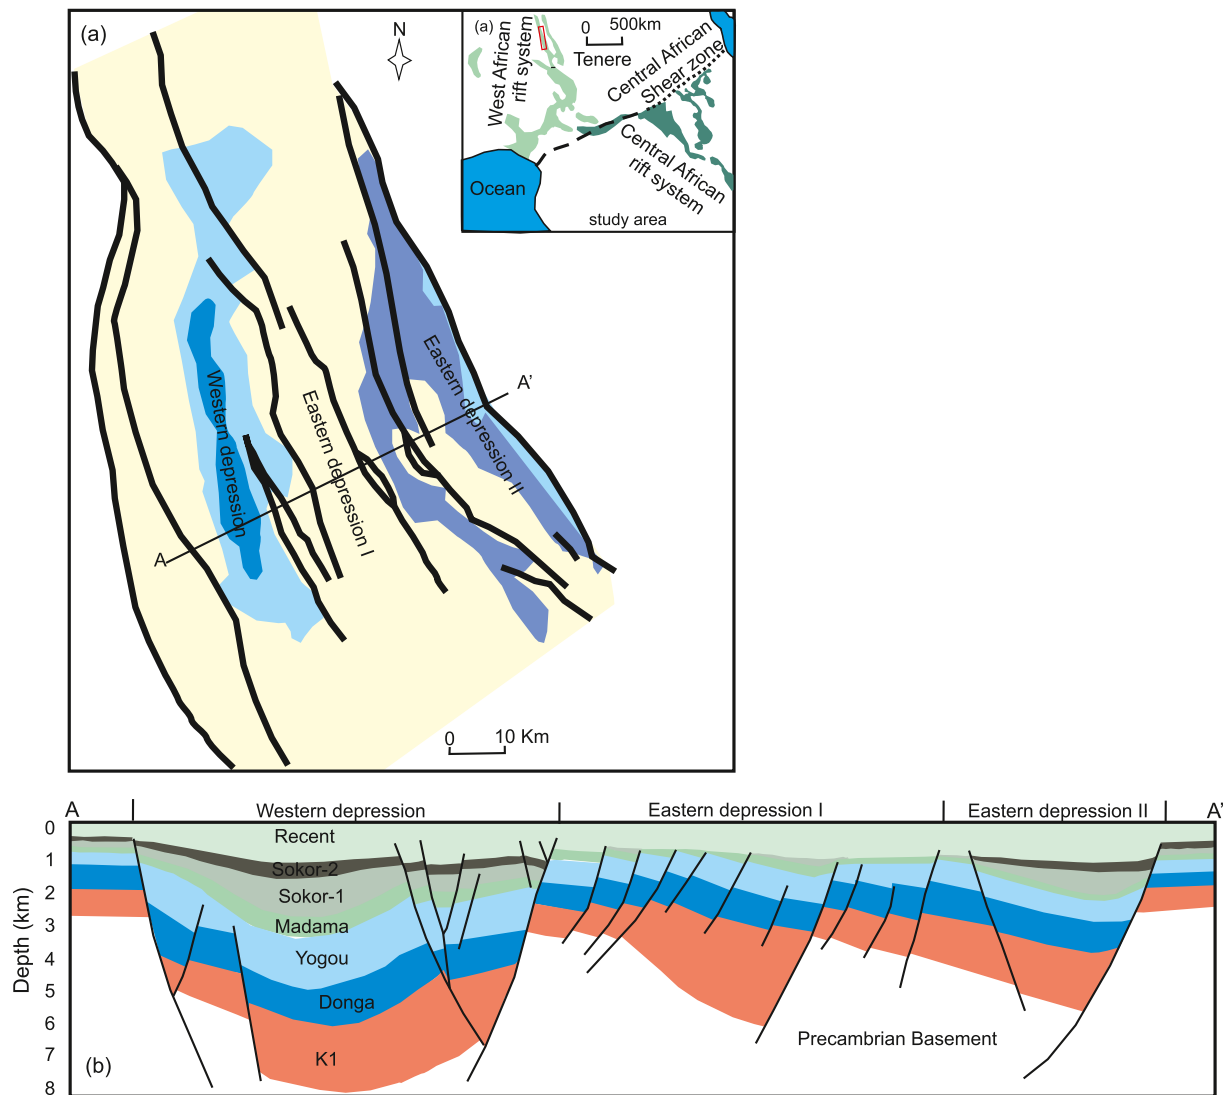 (a)
N
(a)
0 500km
Tenere
West African
rift system
Central African
Shear zone
Central African
rift system
Ocean
study area
Western depression
Eastern depression I
Eastern depression II
A
A'
0 10 Km
A
Western depression
Eastern depression I
Eastern depression II
A'
Depth (km)
0
1
2
3
4
5
6
7
8
Recent
Sokor-2
Sokor-1
Madama
Yogou
Donga
K1
Precambrian Basement
(b)